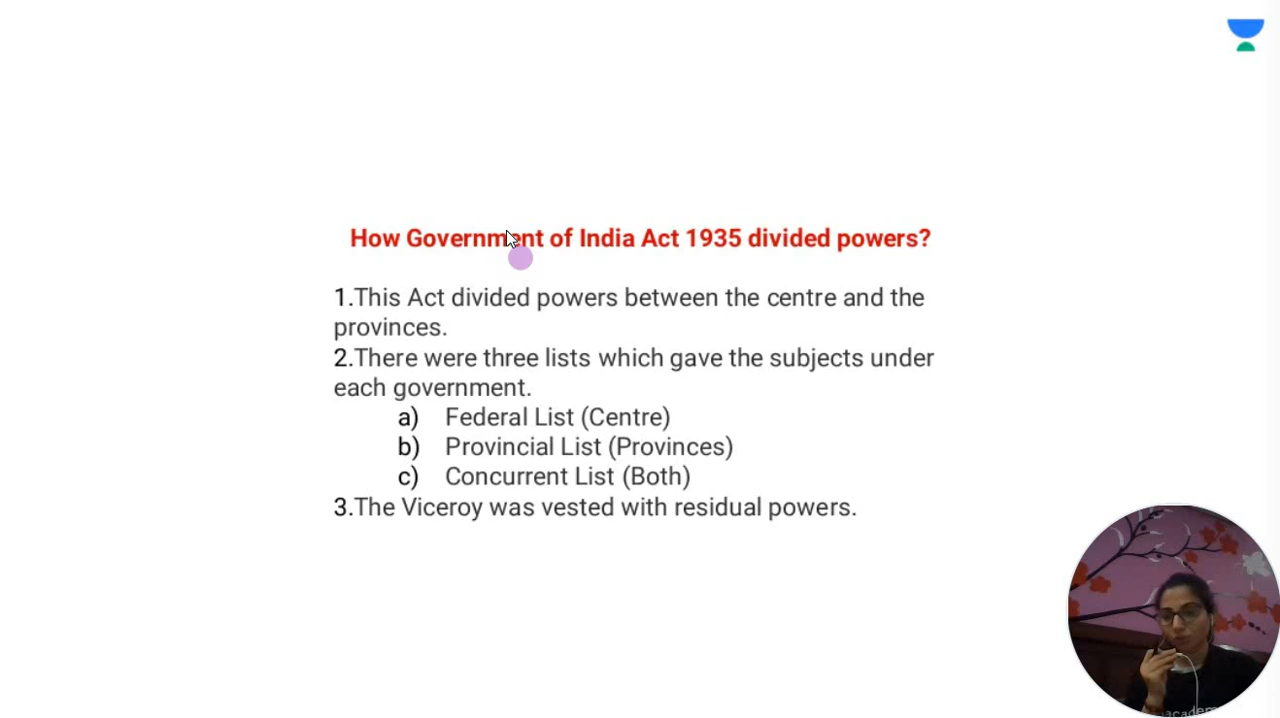 How Government of India Act 1935 divided powers?
1.This Act divided powers between the centre and the
provinces.
2.There were three lists which gave the subjects under
each government.
a) Federal List (Centre)
b) Provincial List (Provinces)
c) Concurrent List (Both)
3.The Viceroy was vested with residual powers.